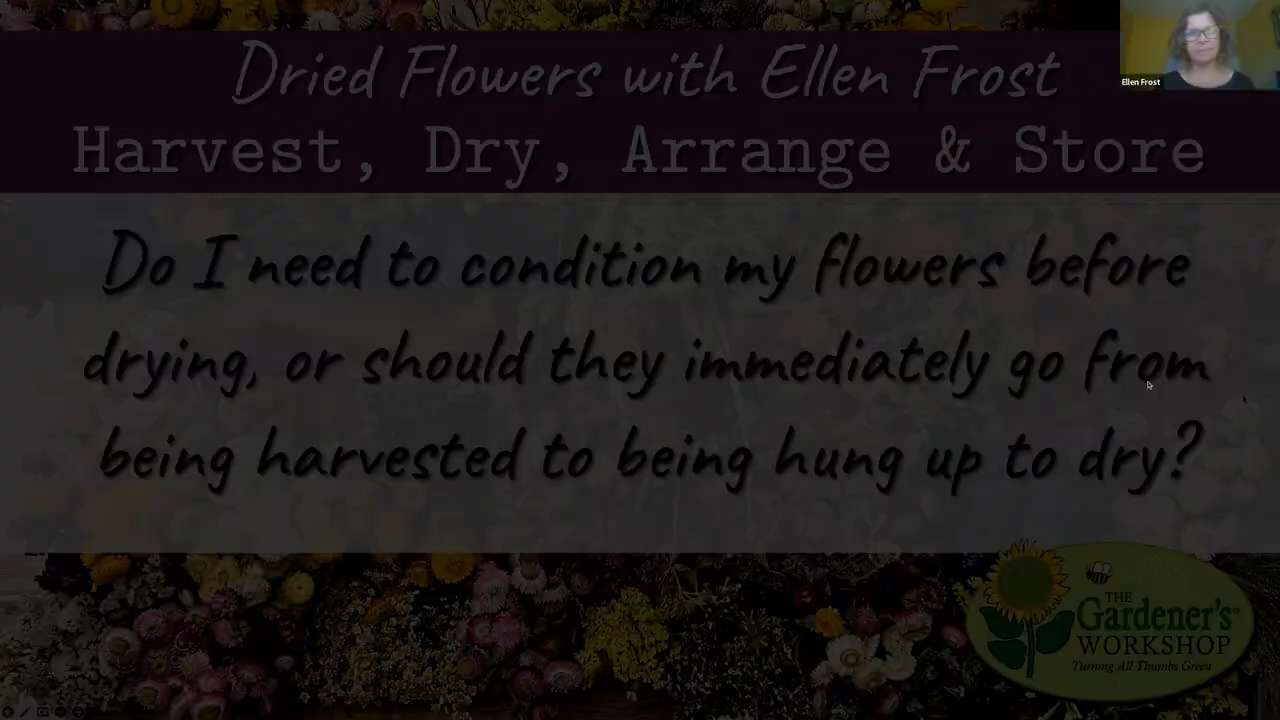 Dried Flowers with Ellen Frost
Ellen Frost
Harvest, Dry, Arrange & Store
Do I need to condition my flowers before
drying, or should they immediately go from
being harvested to being hung up to dry?
THE
Gardener's
WORKSHOP
Turning All Thumbs Green